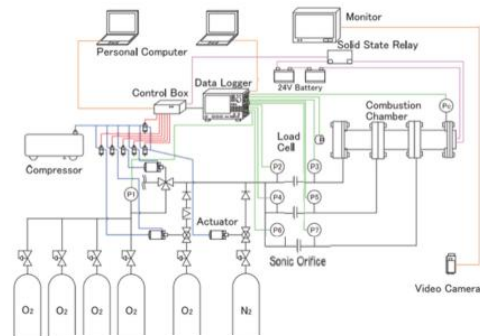 Monitor
Personal Computer
Solid State Relay
Data Logger
24V Battery
Control Box
Combustion
Chamber
Pc
Load
Cell
Compressor
P2
P3
P1
P4
P5
Actuator
P6
P7
Sonic Orifice
Video Camera
O₂
O₂
O₂
O₂
O₂
N₂